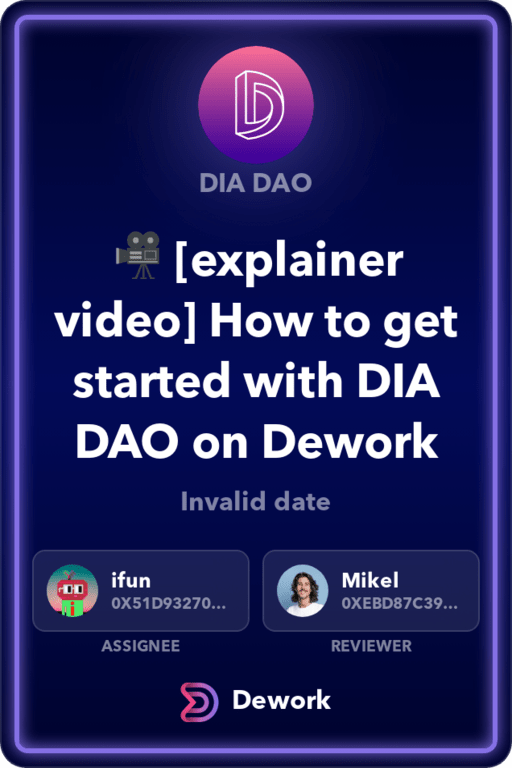 DIA DAO
🎥 [explainer
video] How to get
started with DIA
DAO on Dework
Invalid date
ifun
0X51D93270...
ASSIGNEE
Mikel
0XEBD87C39...
REVIEWER
Dework